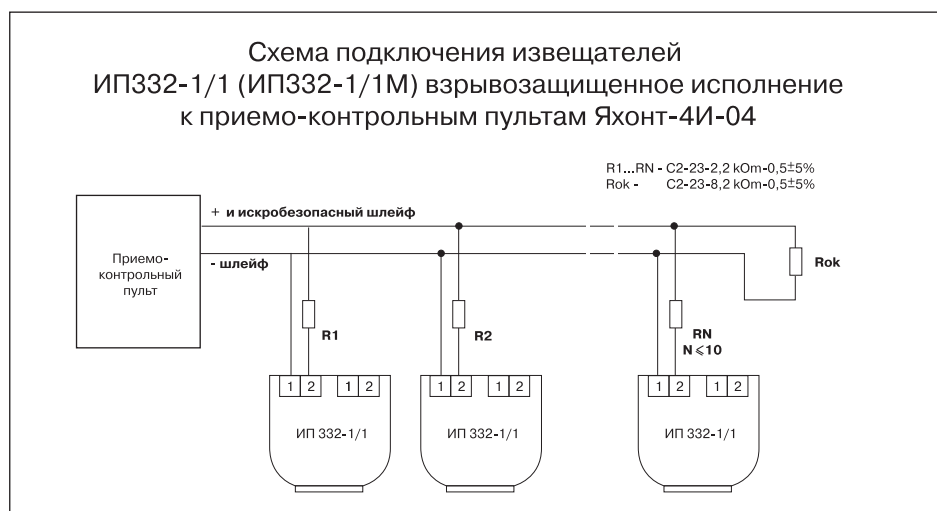 Схема подключения извещателей
ИП332-1/1 (ИП332-1/1М) взрывозащищенное исполнение
к приемо-контрольным пультам Яхонт-4И-04
R1...RN - С2-23-2,2 kOm-0,5±5%
Rok - С2-23-8,2 kOm-0,5±5%
+ и искробезопасный шлейф
- шлейф
Приемо-
контрольный
пульт
Rok
R1
R2
RN
N ⩽10
1 2 1 2
1 2 1 2
1 2 1 2
ИП 332-1/1
ИП 332-1/1
ИП 332-1/1